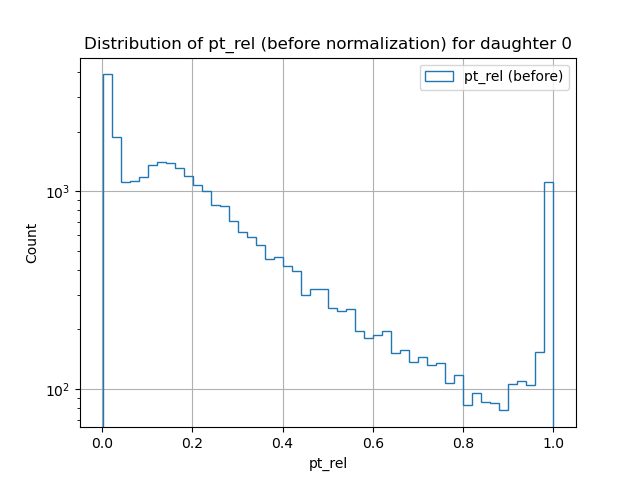 Distribution of pt_rel (before normalization) for daughter 0
pt_rel (before)
10³
10²
Count
0.0 0.2 0.4 0.6 0.8 1.0
pt_rel